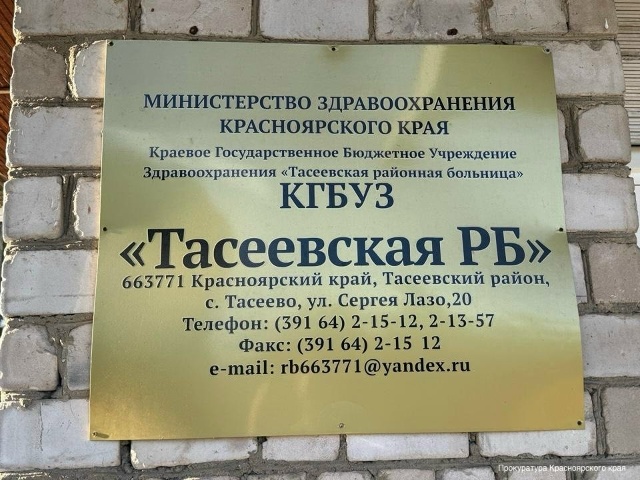 МИНИСТЕРСТВО ЗДРАВООХРАНЕНИЯ
КРАСНОЯРСКОГО КРАЯ
Краевое Государственное Бюджетное Учреждение
Здравоохранения «Тасеевская районная больница»
КГБУЗ
«Тасеевская РБ»
663771 Красноярский край, Тасеевский район,
с. Тасеево, ул. Сергея Лазо,20
Телефон: (391 64) 2-15-12, 2-13-57
Факс: (391 64) 2-15 12
e-mail: rb663771@yandex.ru
Прокуратура Красноярского края